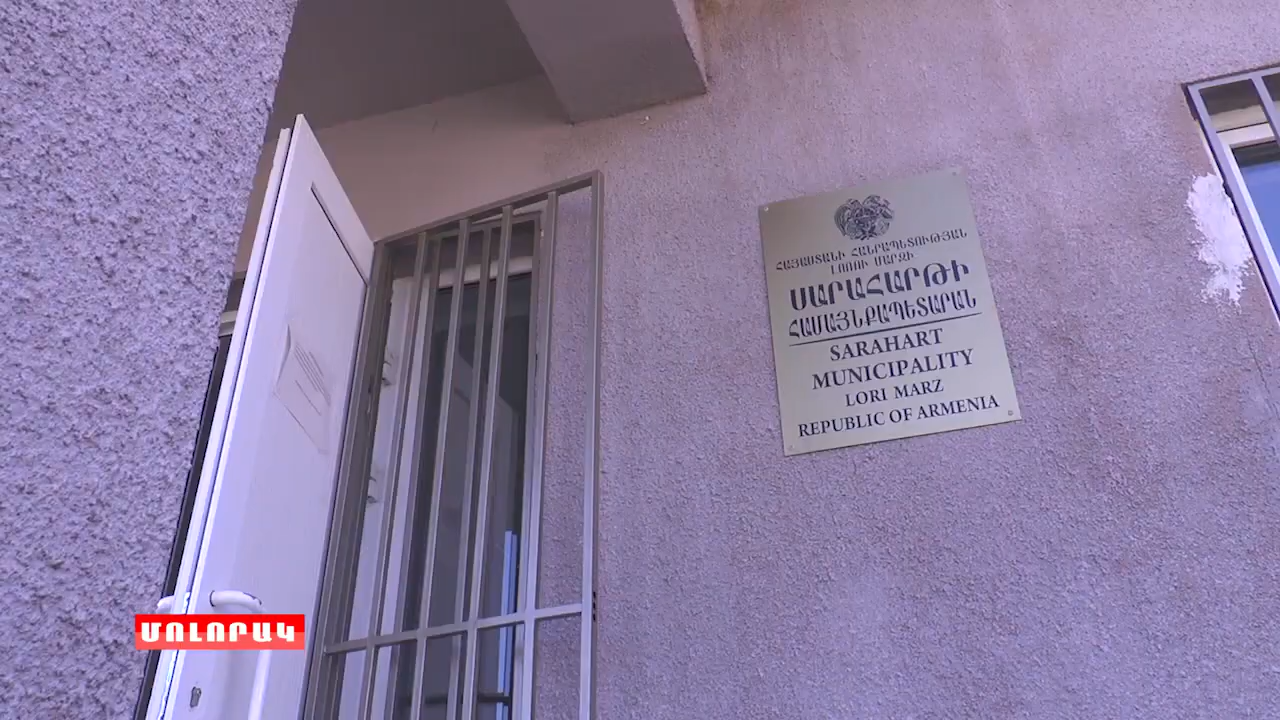 ՀԱՅԱՍՏԱՆԻ ՀԱՆՐԱՊԵՏՈՒԹՅԱՆ
ԼՈՌՈՒ ՄԱՐԶԻ
ՍԱՐԱՀԱՐԹԻ
ՀԱՄԱՅՆՔԱՊԵՏԱՐԱՆ
SARAHART
MUNICIPALITY
LORI MARZ
REPUBLIC OF ARMENIA
ՄՈԼՈՐԱԿ